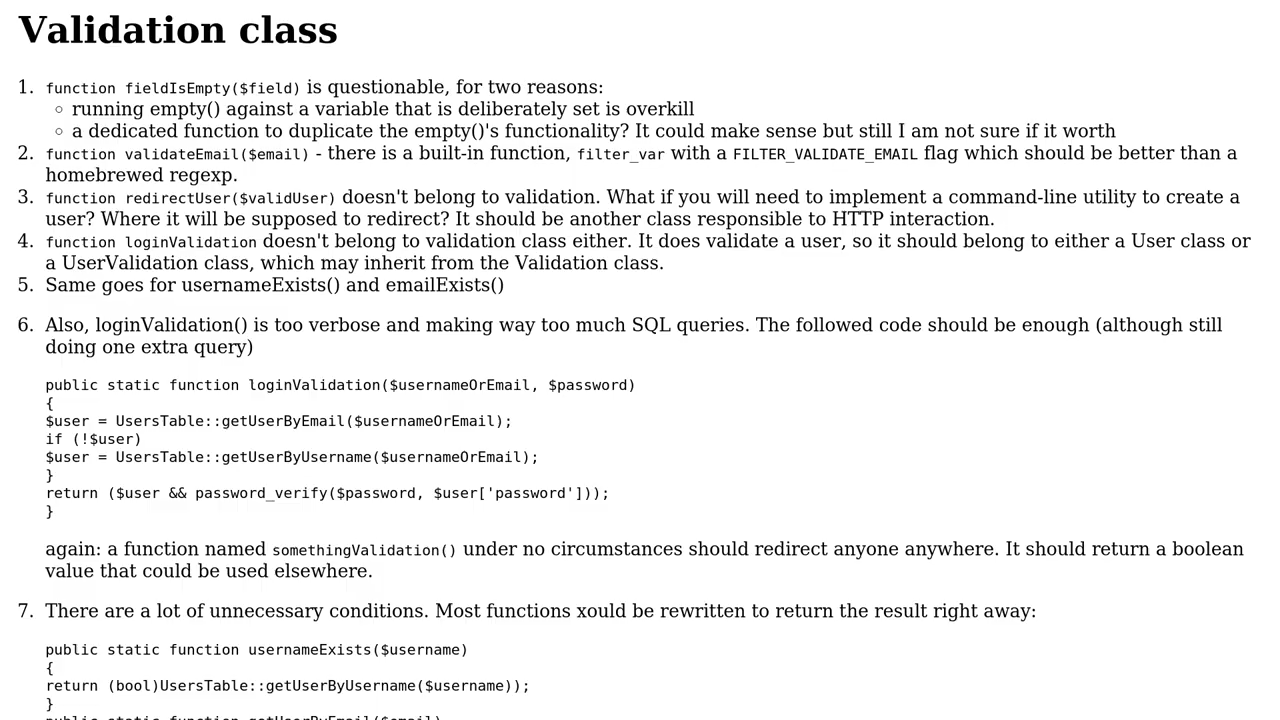 Validation class
1. function fieldIsEmpty($field) is questionable, for two reasons:
◦ running empty() against a variable that is deliberately set is overkill
◦ a dedicated function to duplicate the empty()'s functionality? It could make sense but still I am not sure if it worth
2. function validateEmail($email) - there is a built-in function, filter_var with a FILTER_VALIDATE_EMAIL flag which should be better than a
homebrewed regexp.
3. function redirectUser($validUser) doesn't belong to validation. What if you will need to implement a command-line utility to create a
user? Where it will be supposed to redirect? It should be another class responsible to HTTP interaction.
4. function loginValidation doesn't belong to validation class either. It does validate a user, so it should belong to either a User class or
a UserValidation class, which may inherit from the Validation class.
5. Same goes for usernameExists() and emailExists()
6. Also, loginValidation() is too verbose and making way too much SQL queries. The followed code should be enough (although still
doing one extra query)
public static function loginValidation($usernameOrEmail, $password)
{
$user = UsersTable::getUserByEmail($usernameOrEmail);
if (!$user)
$user = UsersTable::getUserByUsername($usernameOrEmail);
}
return ($user && password_verify($password, $user['password']));
}
again: a function named somethingValidation() under no circumstances should redirect anyone anywhere. It should return a boolean
value that could be used elsewhere.
7. There are a lot of unnecessary conditions. Most functions xould be rewritten to return the result right away:
public static function usernameExists($username)
{
return (bool)UsersTable::getUserByUsername($username));
}
public static function getUserByEmail($email)